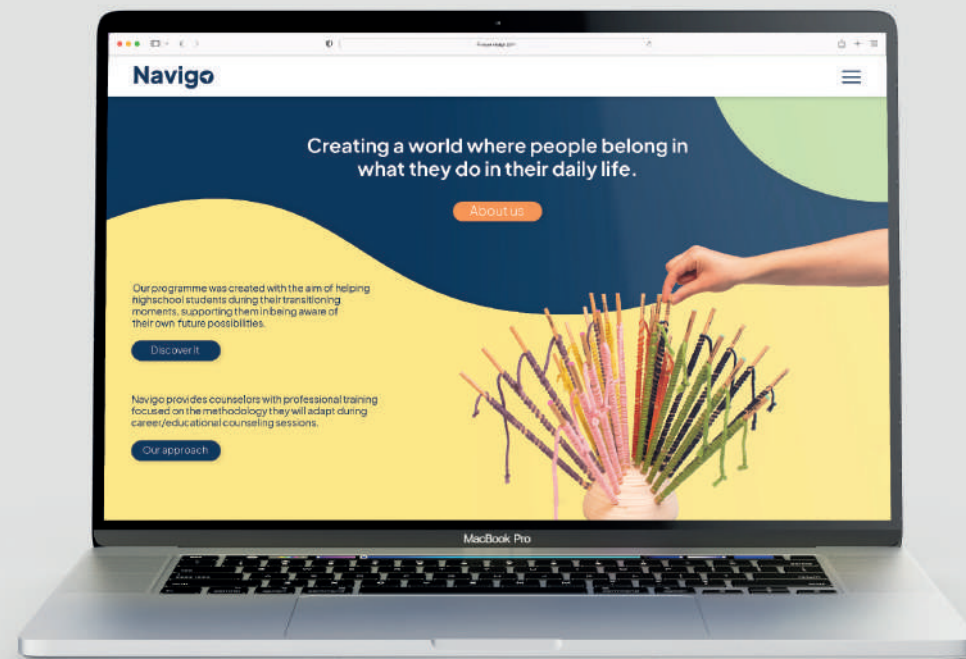 Navigo
Creating a world where people belong in
what they do in their daily life.
About us
Our programme was created with the aim of helping
highschool students during their transitioning
moments, supporting them in being aware of
their own future possibilities.
Discover it
Navigo provides counselors with professional training
focused on the methodology they will adapt during
career/educational counseling sessions.
Our approach
MacBook Pro